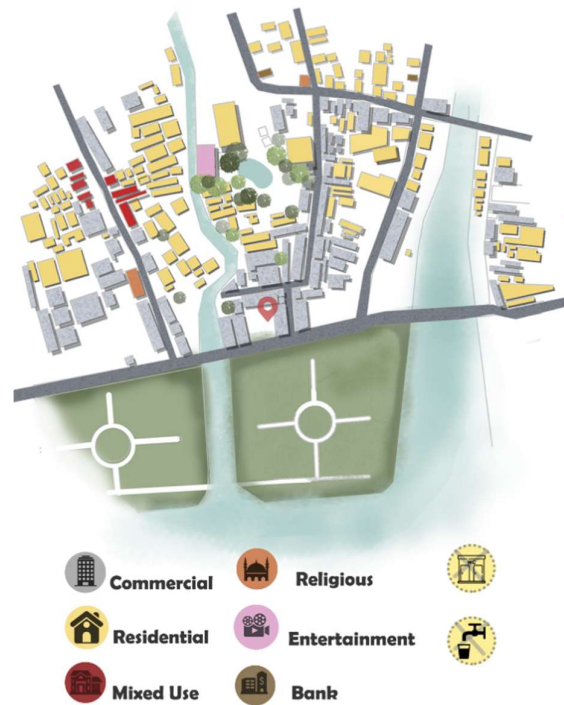 Commercial
Religious
Residential
Entertainment
Mixed Use
Bank